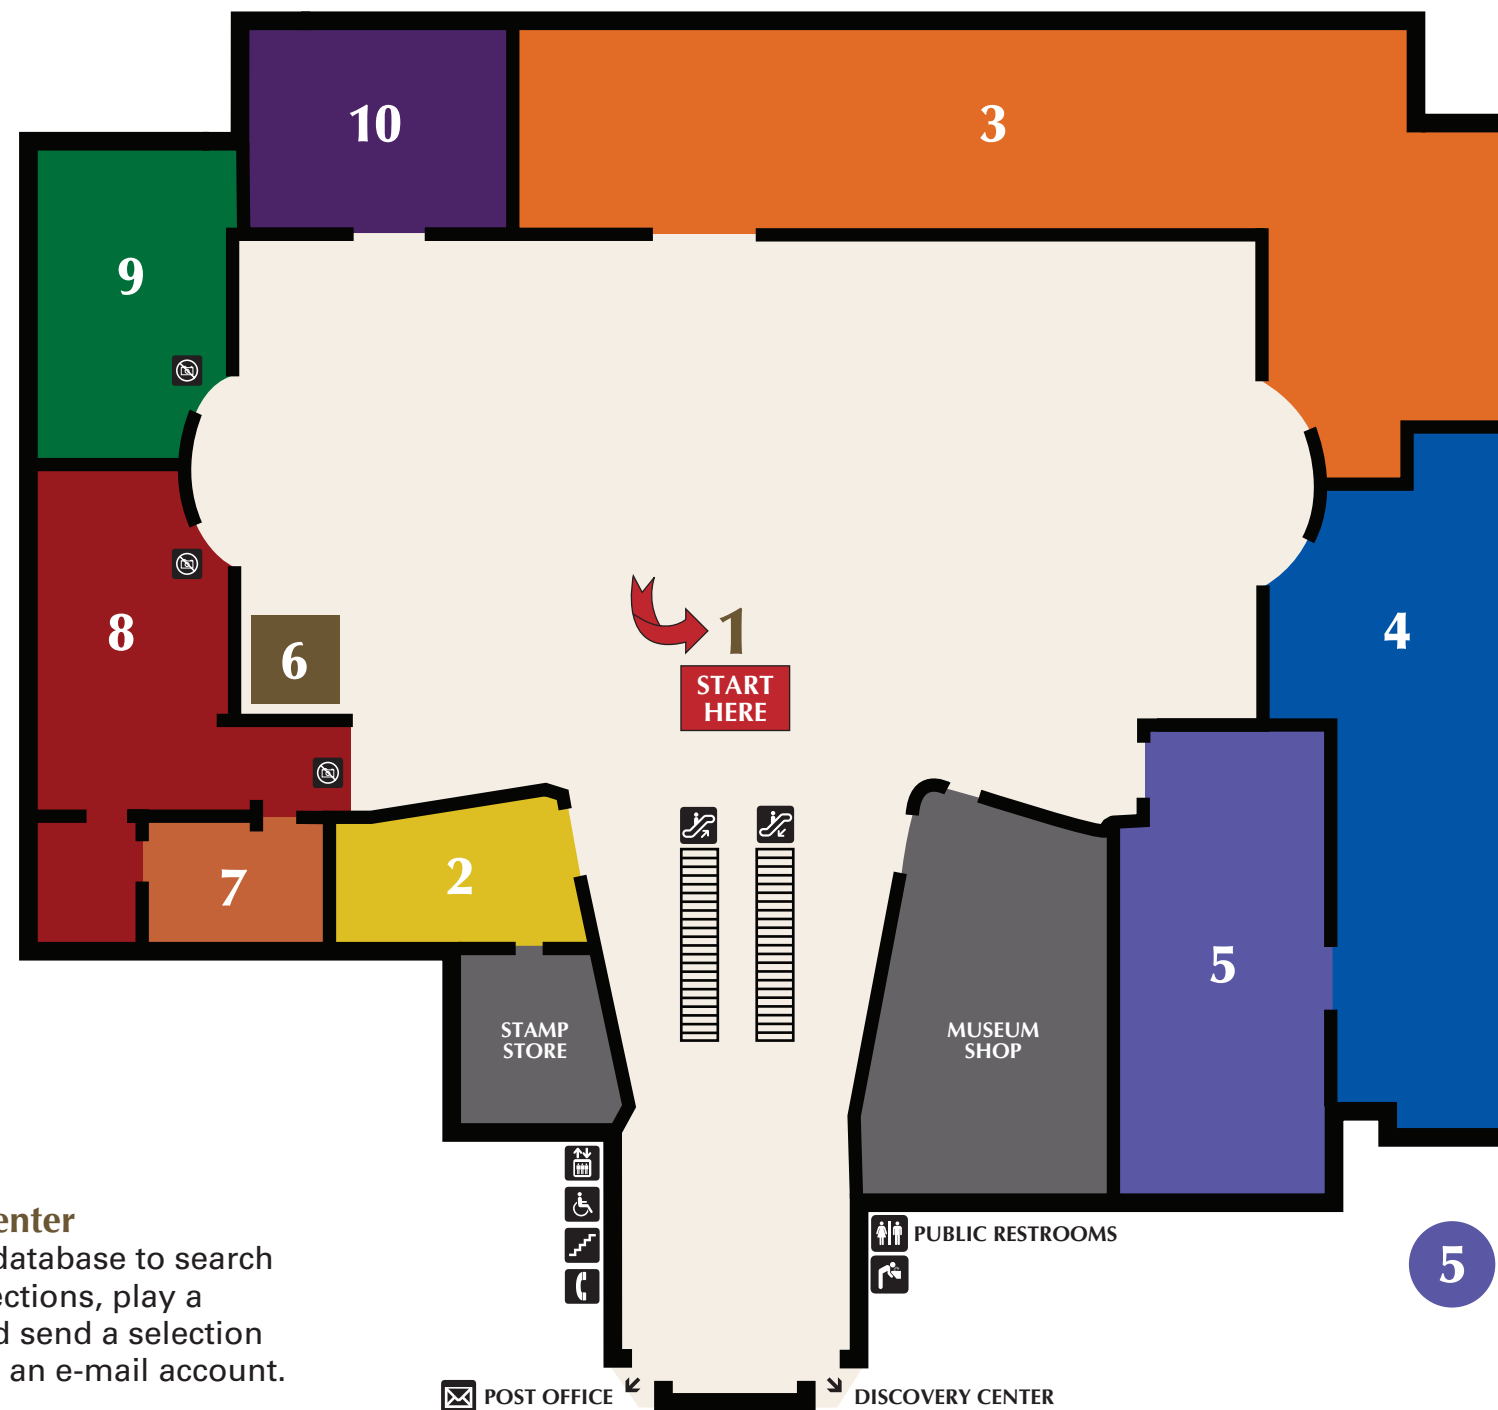 10
3
9
8
6
1
START
HERE
4
7
2
5
STAMP
STORE
MUSEUM
SHOP
PUBLIC RESTROOMS
5
enter
database to search
ections, play a
d send a selection
an e-mail account.
POST OFFICE
DISCOVERY CENTER